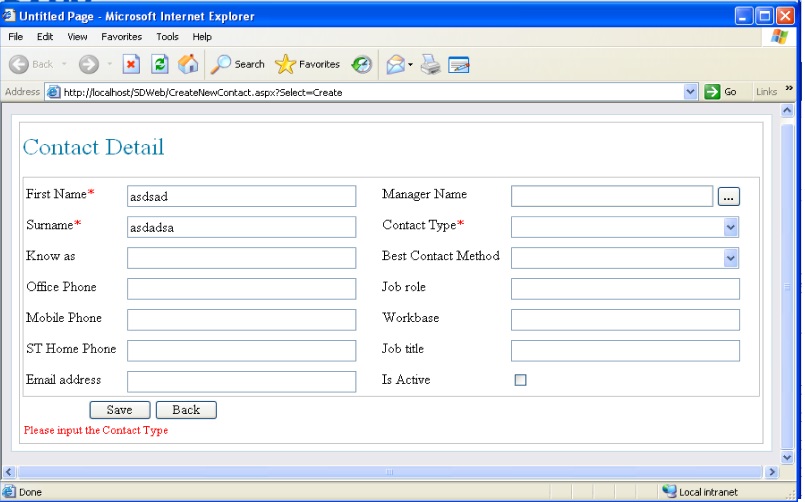 Untitled Page - Microsoft Internet Explorer
File Edit View Favorites Tools Help
Back Search Favorites
Address http://localhost/SDWeb/CreateNewContact.aspx?Select=Create Go Links »
Contact Detail
First Name* asdsad Manager Name ...
Surname* asdadsa Contact Type*
Know as Best Contact Method
Office Phone Job role
Mobile Phone Workbase
ST Home Phone Job title
Email address Is Active
Save Back
Please input the Contact Type
Done Local intranet